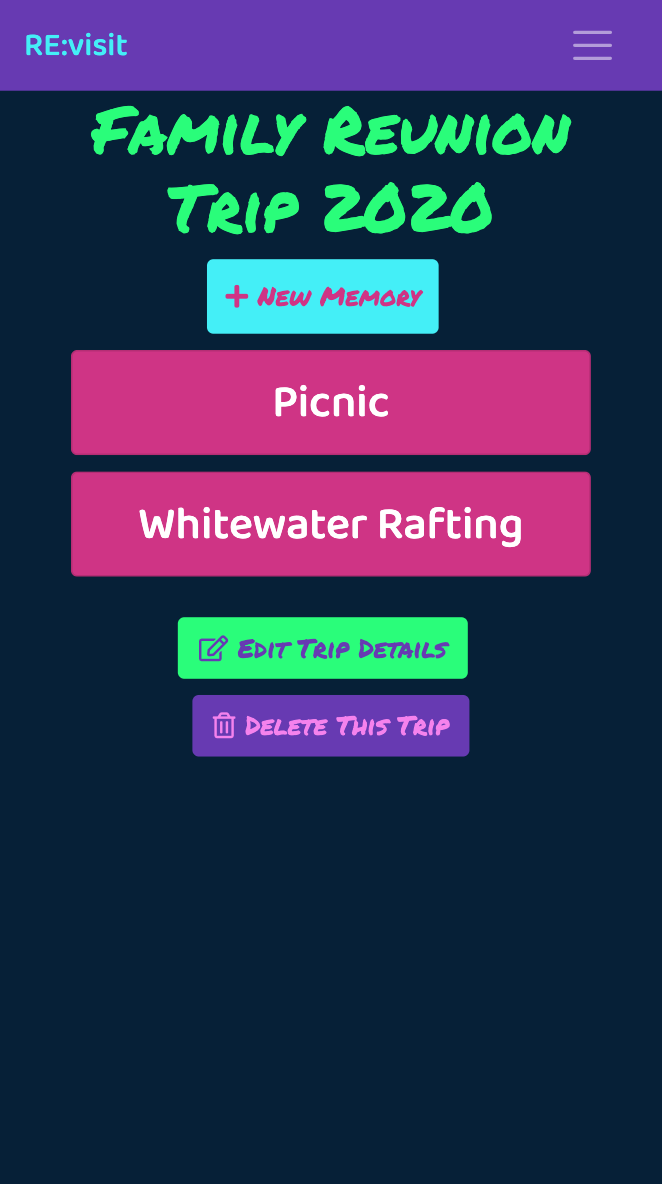 RE:visit
Family Reunion
Trip 2020
New Memory
Picnic
Whitewater Rafting
Edit Trip Details
Delete This Trip